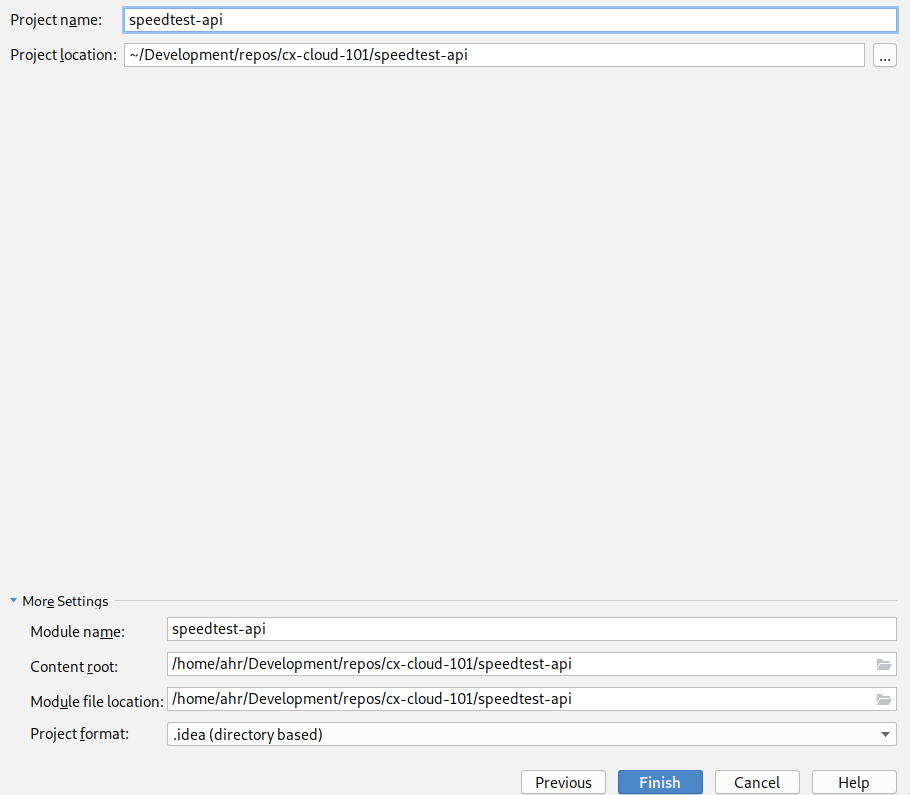 Project name: speedtest-api
Project location: ~/Development/repos/cx-cloud-101/speedtest-api ...
More Settings
Module name: speedtest-api
Content root: /home/ahr/Development/repos/cx-cloud-101/speedtest-api
Module file location: /home/ahr/Development/repos/cx-cloud-101/speedtest-api
Project format: .idea (directory based)
Previous Finish Cancel Help